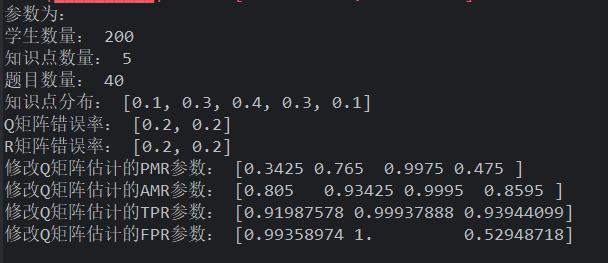 参数为：
学生数量： 200
知识点数量： 5
题目数量： 40
知识点分布： [0.1, 0.3, 0.4, 0.3, 0.1]
Q矩阵错误率： [0.2, 0.2]
R矩阵错误率： [0.2, 0.2]
修改Q矩阵估计的PMR参数： [0.3425 0.765  0.9975 0.475 ]
修改Q矩阵估计的AMR参数： [0.805   0.93425 0.9995  0.8595 ]
修改Q矩阵估计的TPR参数： [0.91987578 0.99937888 0.93944099]
修改Q矩阵估计的FPR参数： [0.99358974 1.         0.52948718]